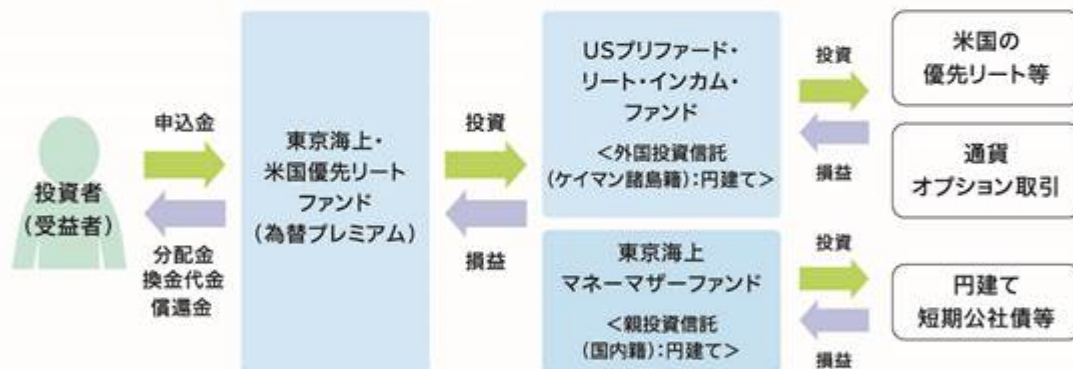 投資者
(受益者)
申込金
分配金
換金代金
償還金
東京海上・
米国優先リート
ファンド
(為替プレミアム)
投資
損益
USプリファード・
リート・インカム・
ファンド
<外国投資信託
(ケイマン諸島籍):円建て>
東京海上
マネーマザーファンド
<親投資信託
(国内籍):円建て>
投資
損益
投資
損益
米国の
優先リート等
通貨
オプション取引
円建て
短期公社債等